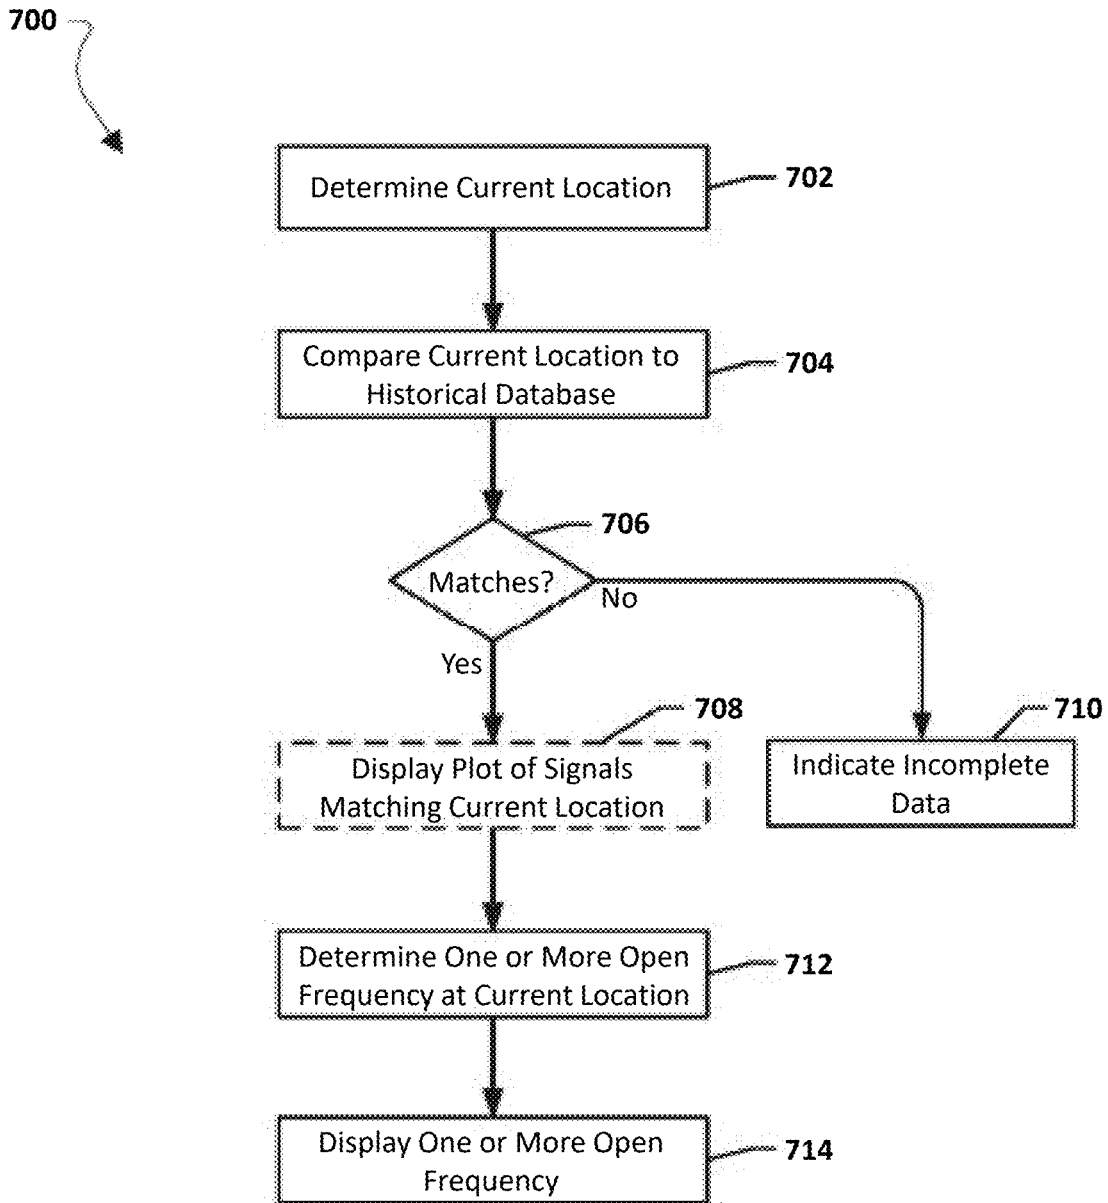 700
Determine Current Location
702
Compare Current Location to
Historical Database
704
706
Matches?
No
Yes
708
Display Plot of Signals
Matching Current Location
710
Indicate Incomplete
Data
Determine One or More Open
Frequency at Current Location
712
Display One or More Open
Frequency
714